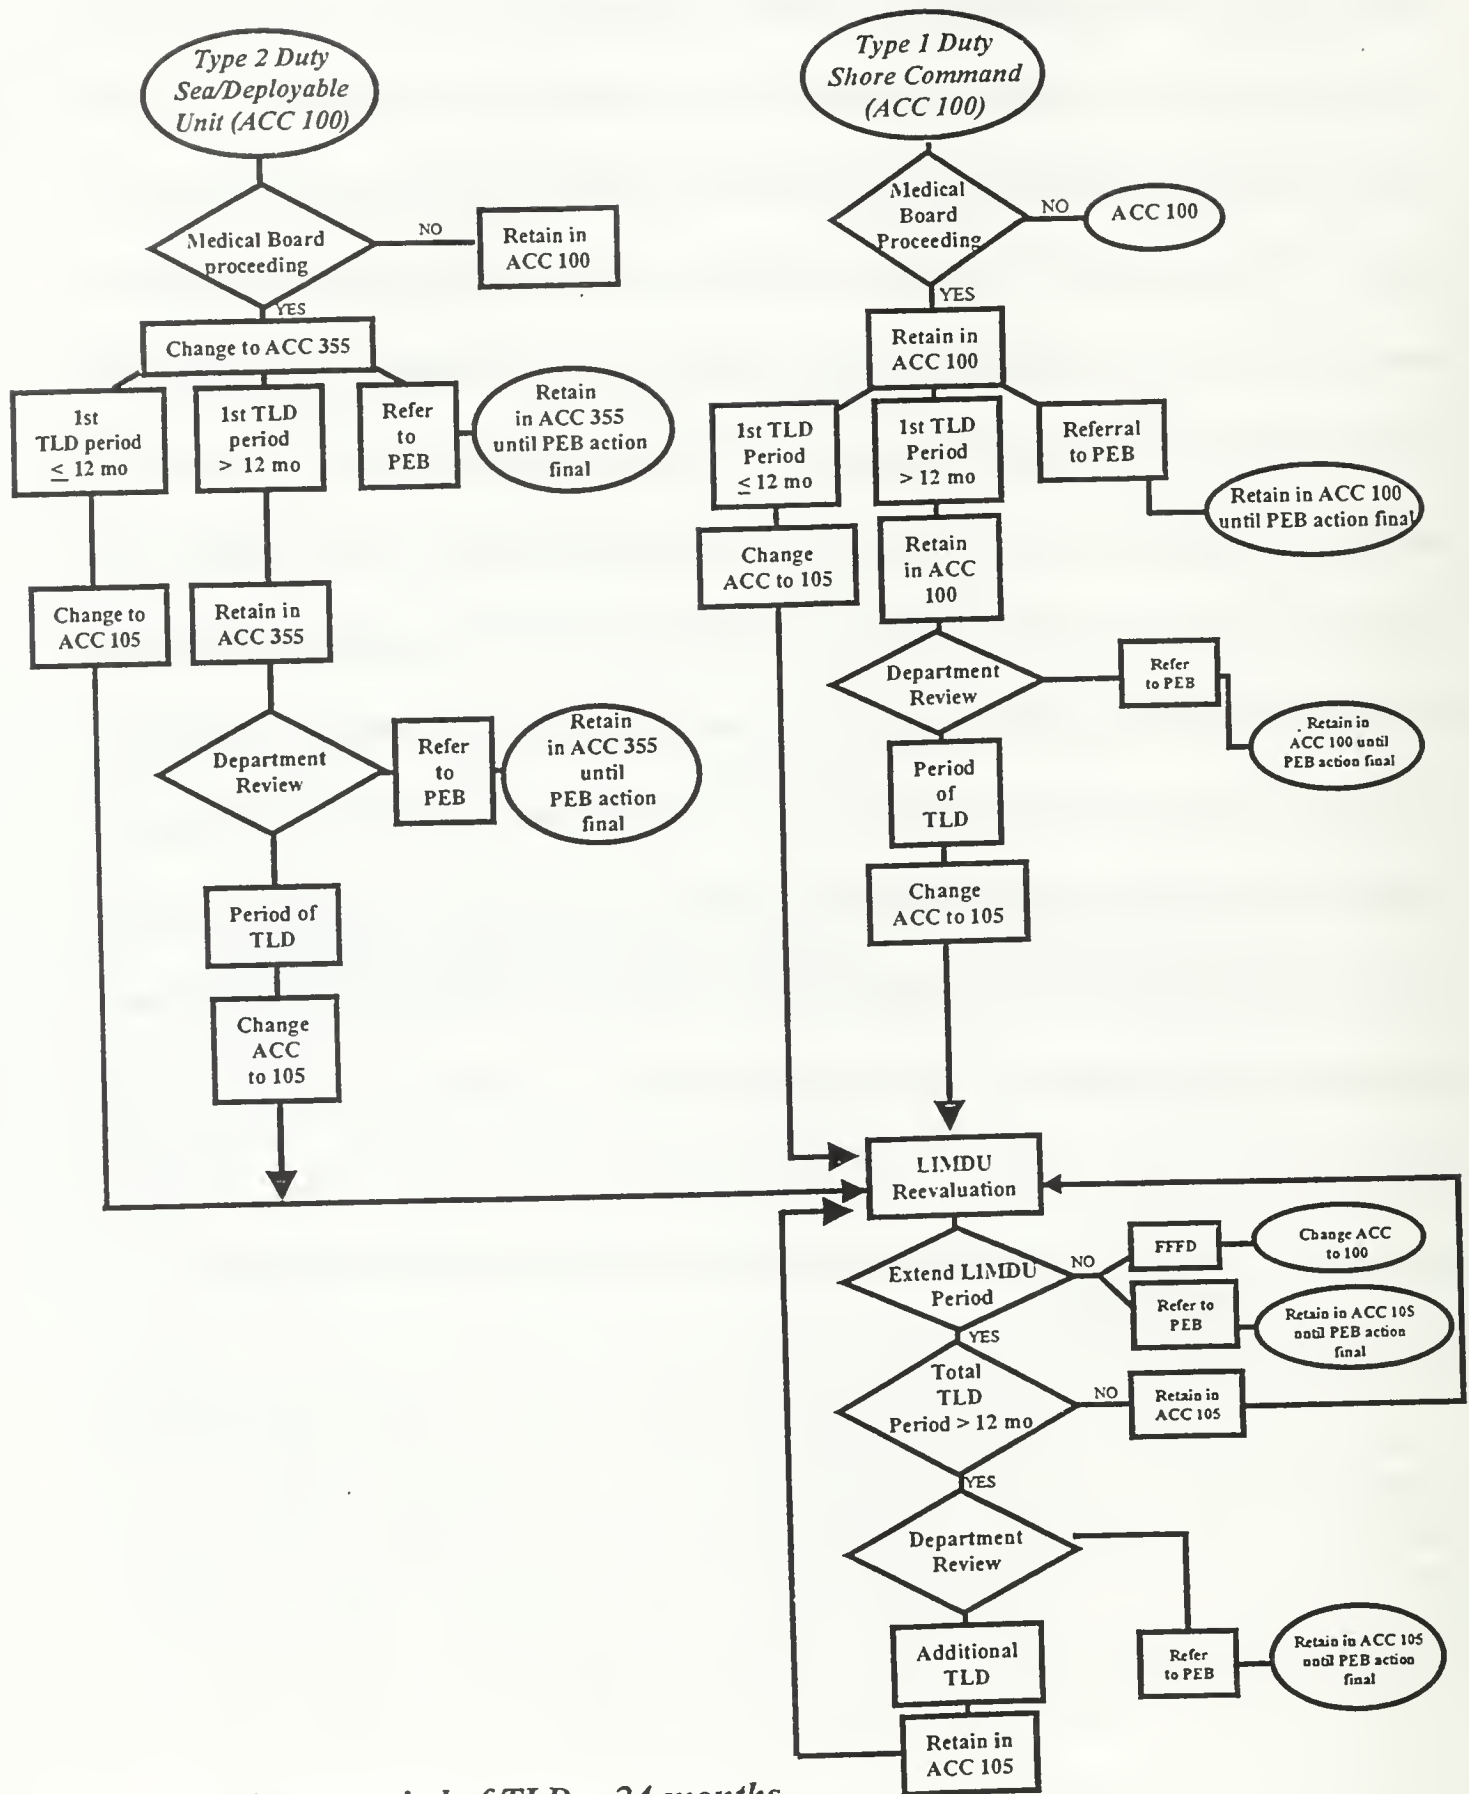 Type 2 Duty
Sea/Deployable
Unit (ACC 100)
Medical Board
proceeding
NO
Retain in
ACC 100
YES
Change to ACC 355
1st
TLD period
≤ 12 mo
1st TLD
period
> 12 mo
Refer
to
PEB
Retain
in ACC 355
until PEB action
final
Change to
ACC 105
Retain in
ACC 355
Department
Review
Refer
to
PEB
Retain
in ACC 355
until
PEB action
final
Period of
TLD
Change
ACC
to 105
Type 1 Duty
Shore Command
(ACC 100)
Medical
Board
Proceeding
NO
ACC 100
YES
Retain in
ACC 100
1st TLD
Period
≤ 12 mo
1st TLD
Period
> 12 mo
Referral
to PEB
Retain in ACC 100
until PEB action final
Change
ACC to 105
Retain
in ACC
100
Department
Review
Refer
to PEB
Retain in
ACC 100 until
PEB action final
Period
of
TLD
Change
ACC to 105
LIMDU
Reevaluation
Extend LIMDU
Period
NO
FFFD
Change ACC
to 100
Refer to
PEB
Retain in ACC 105
until PEB action
final
YES
Total
TLD
Period > 12 mo
NO
Retain in
ACC 105
YES
Department
Review
Refer
to PEB
Retain in ACC 105
until PEB action
final
Additional
TLD
Retain in
ACC 105
of TLD 24 months